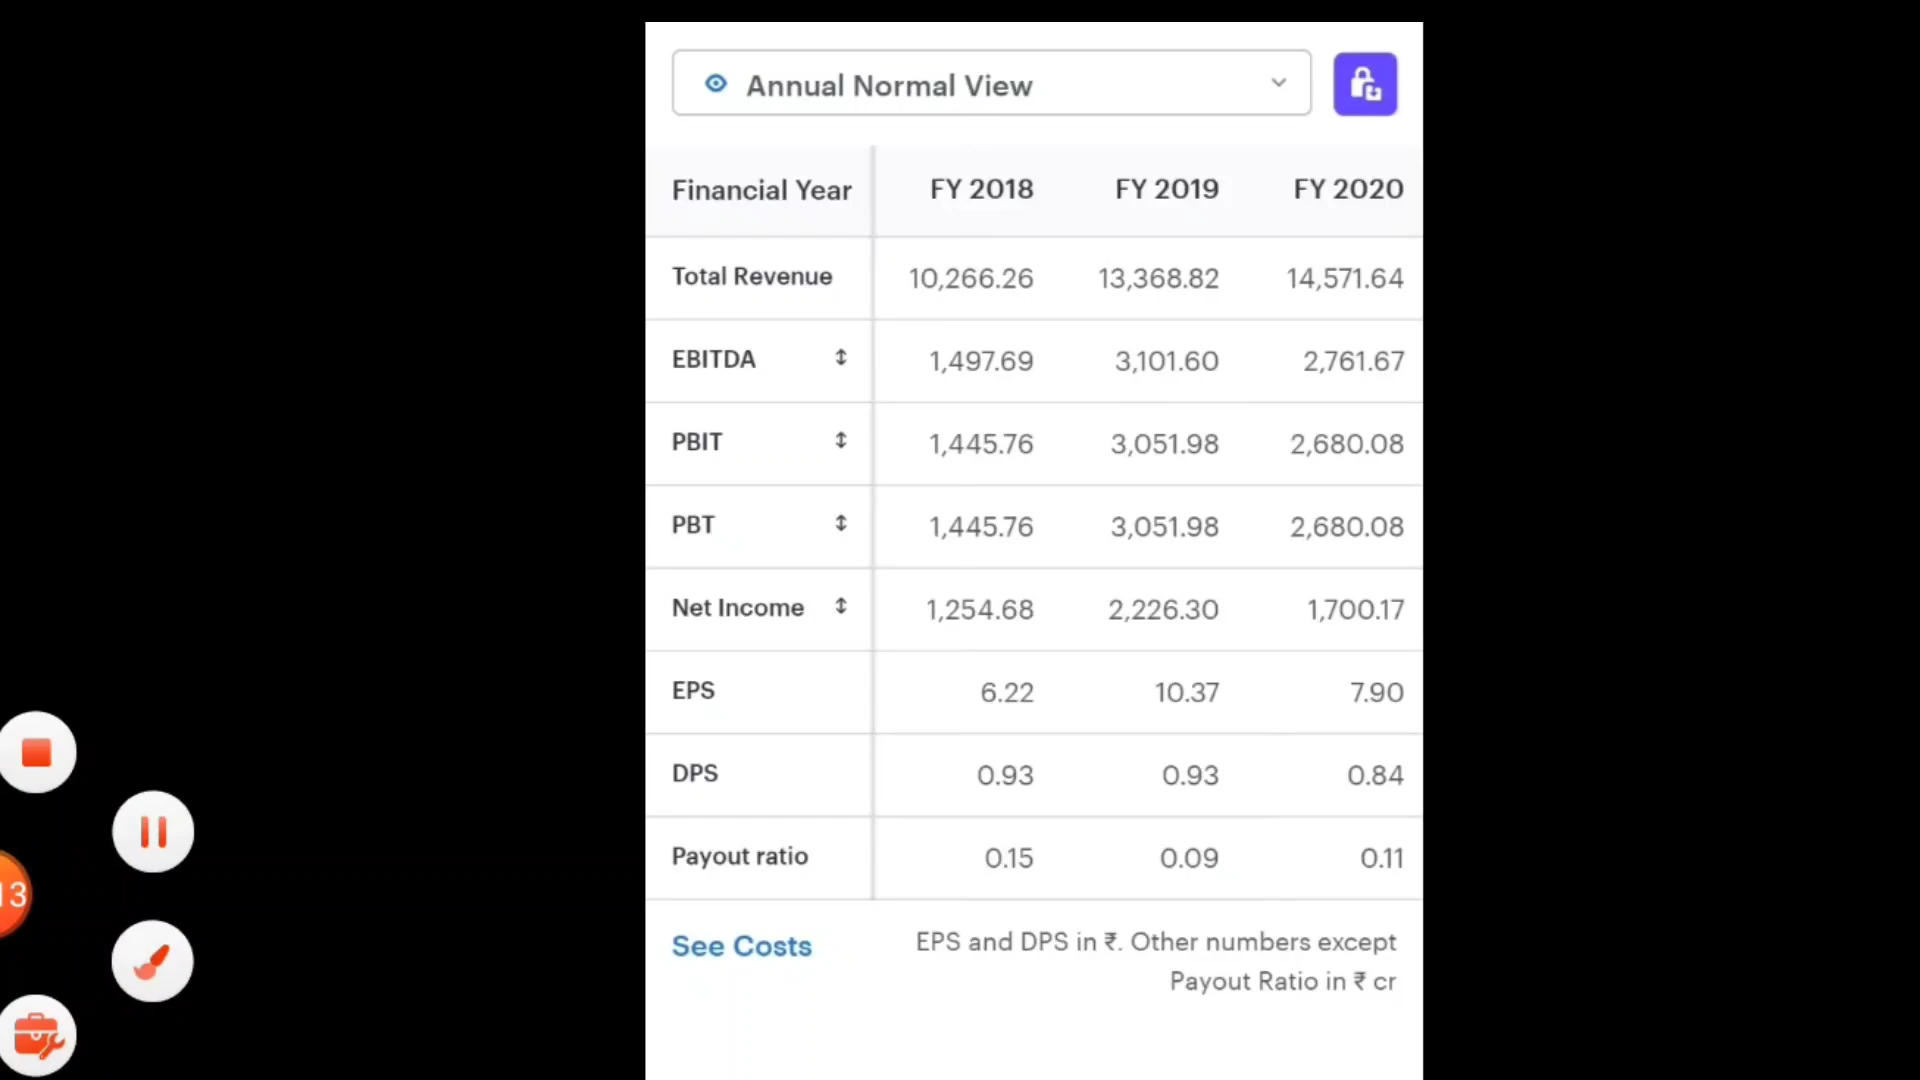 Annual Normal View
Financial Year FY 2018 FY 2019 FY 2020
Total Revenue 10,266.26 13,368.82 14,571.64
EBITDA 1,497.69 3,101.60 2,761.67
PBIT 1,445.76 3,051.98 2,680.08
PBT 1,445.76 3,051.98 2,680.08
Net Income 1,254.68 2,226.30 1,700.17
EPS 6.22 10.37 7.90
DPS 0.93 0.93 0.84
Payout ratio 0.15 0.09 0.11
See Costs EPS and DPS in ₹. Other numbers except
Payout Ratio in ₹ cr
13